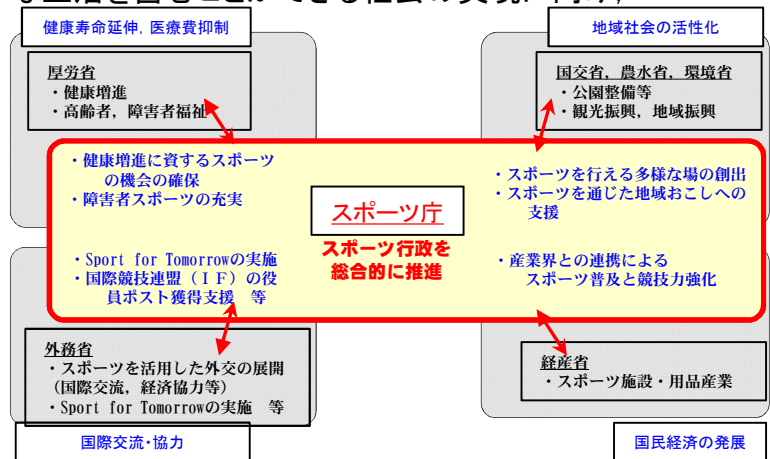 健康寿命延伸，医療費抑制
地域社会の活性化
厚労省
・健康増進
・高齢者，障害者福祉
国交省，農水省，環境省
・公園整備等
・観光振興，地域振興
・健康増進に資するスポーツ
の機会の確保
・障害者スポーツの充実
・スポーツを行える多様な場の創出
・スポーツを通じた地域おこしへの
支援
スポーツ庁
スポーツ行政を
総合的に推進
・Sport for Tomorrowの実施
・国際競技連盟（ＩＦ）の役
員ポスト獲得支援　等
・産業界との連携による
スポーツ普及と競技力強化
外務省
・スポーツを活用した外交の展開
（国際交流，経済協力等）
・Sport for Tomorrowの実施　等
経産省
・スポーツ施設・用品産業
国際交流・協力
国民経済の発展